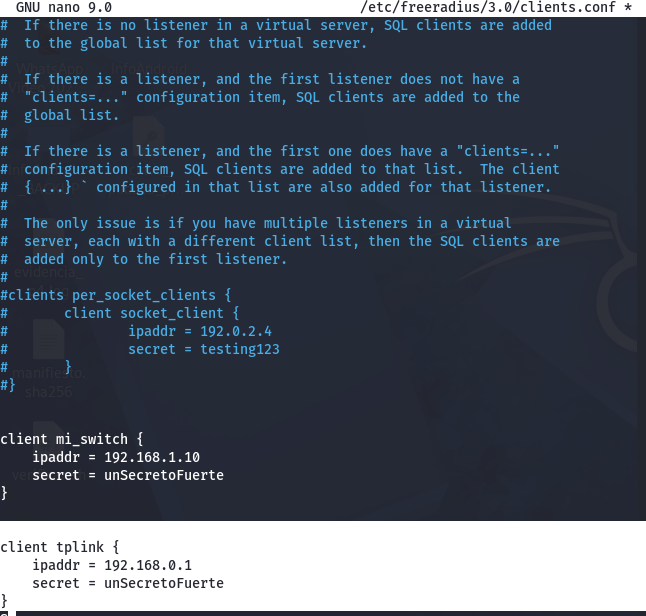 GNU nano 9.0 /etc/freeradius/3.0/clients.conf *
#  If there is no listener in a virtual server, SQL clients are added
#  to the global list for that virtual server.
#
#  If there is a listener, and the first listener does not have a
#  "clients=..." configuration item, SQL clients are added to the
#  global list.
#
#  If there is a listener, and the first one does have a "clients=..."
#  configuration item, SQL clients are added to that list.  The client
#  { ...} ` configured in that list are also added for that listener.
#
#  The only issue is if you have multiple listeners in a virtual
#  server, each with a different client list, then the SQL clients are
#  added only to the first listener.
#
#clients per_socket_clients {
#       client socket_client {
#               ipaddr = 192.0.2.4
#               secret = testing123
#       }
#}
client mi_switch {
    ipaddr = 192.168.1.10
    secret = unSecretoFuerte
}
client tplink {
    ipaddr = 192.168.0.1
    secret = unSecretoFuerte
}
evidencia_
manifiesto.
sha256